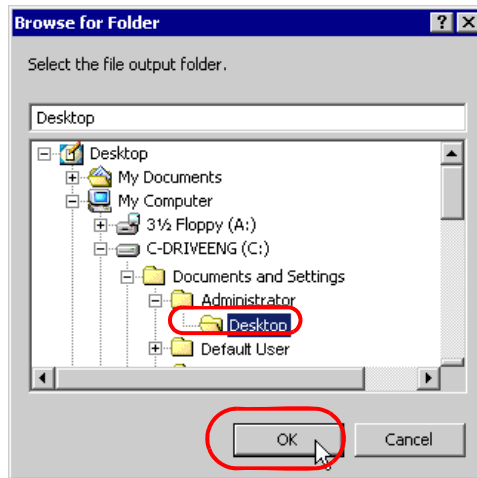 Browse for Folder
Select the file output folder.
Desktop
Desktop
My Documents
My Computer
3½ Floppy (A:)
C-DRIVEENG (C:)
Documents and Settings
Administrator
Desktop
Default User
OK Cancel